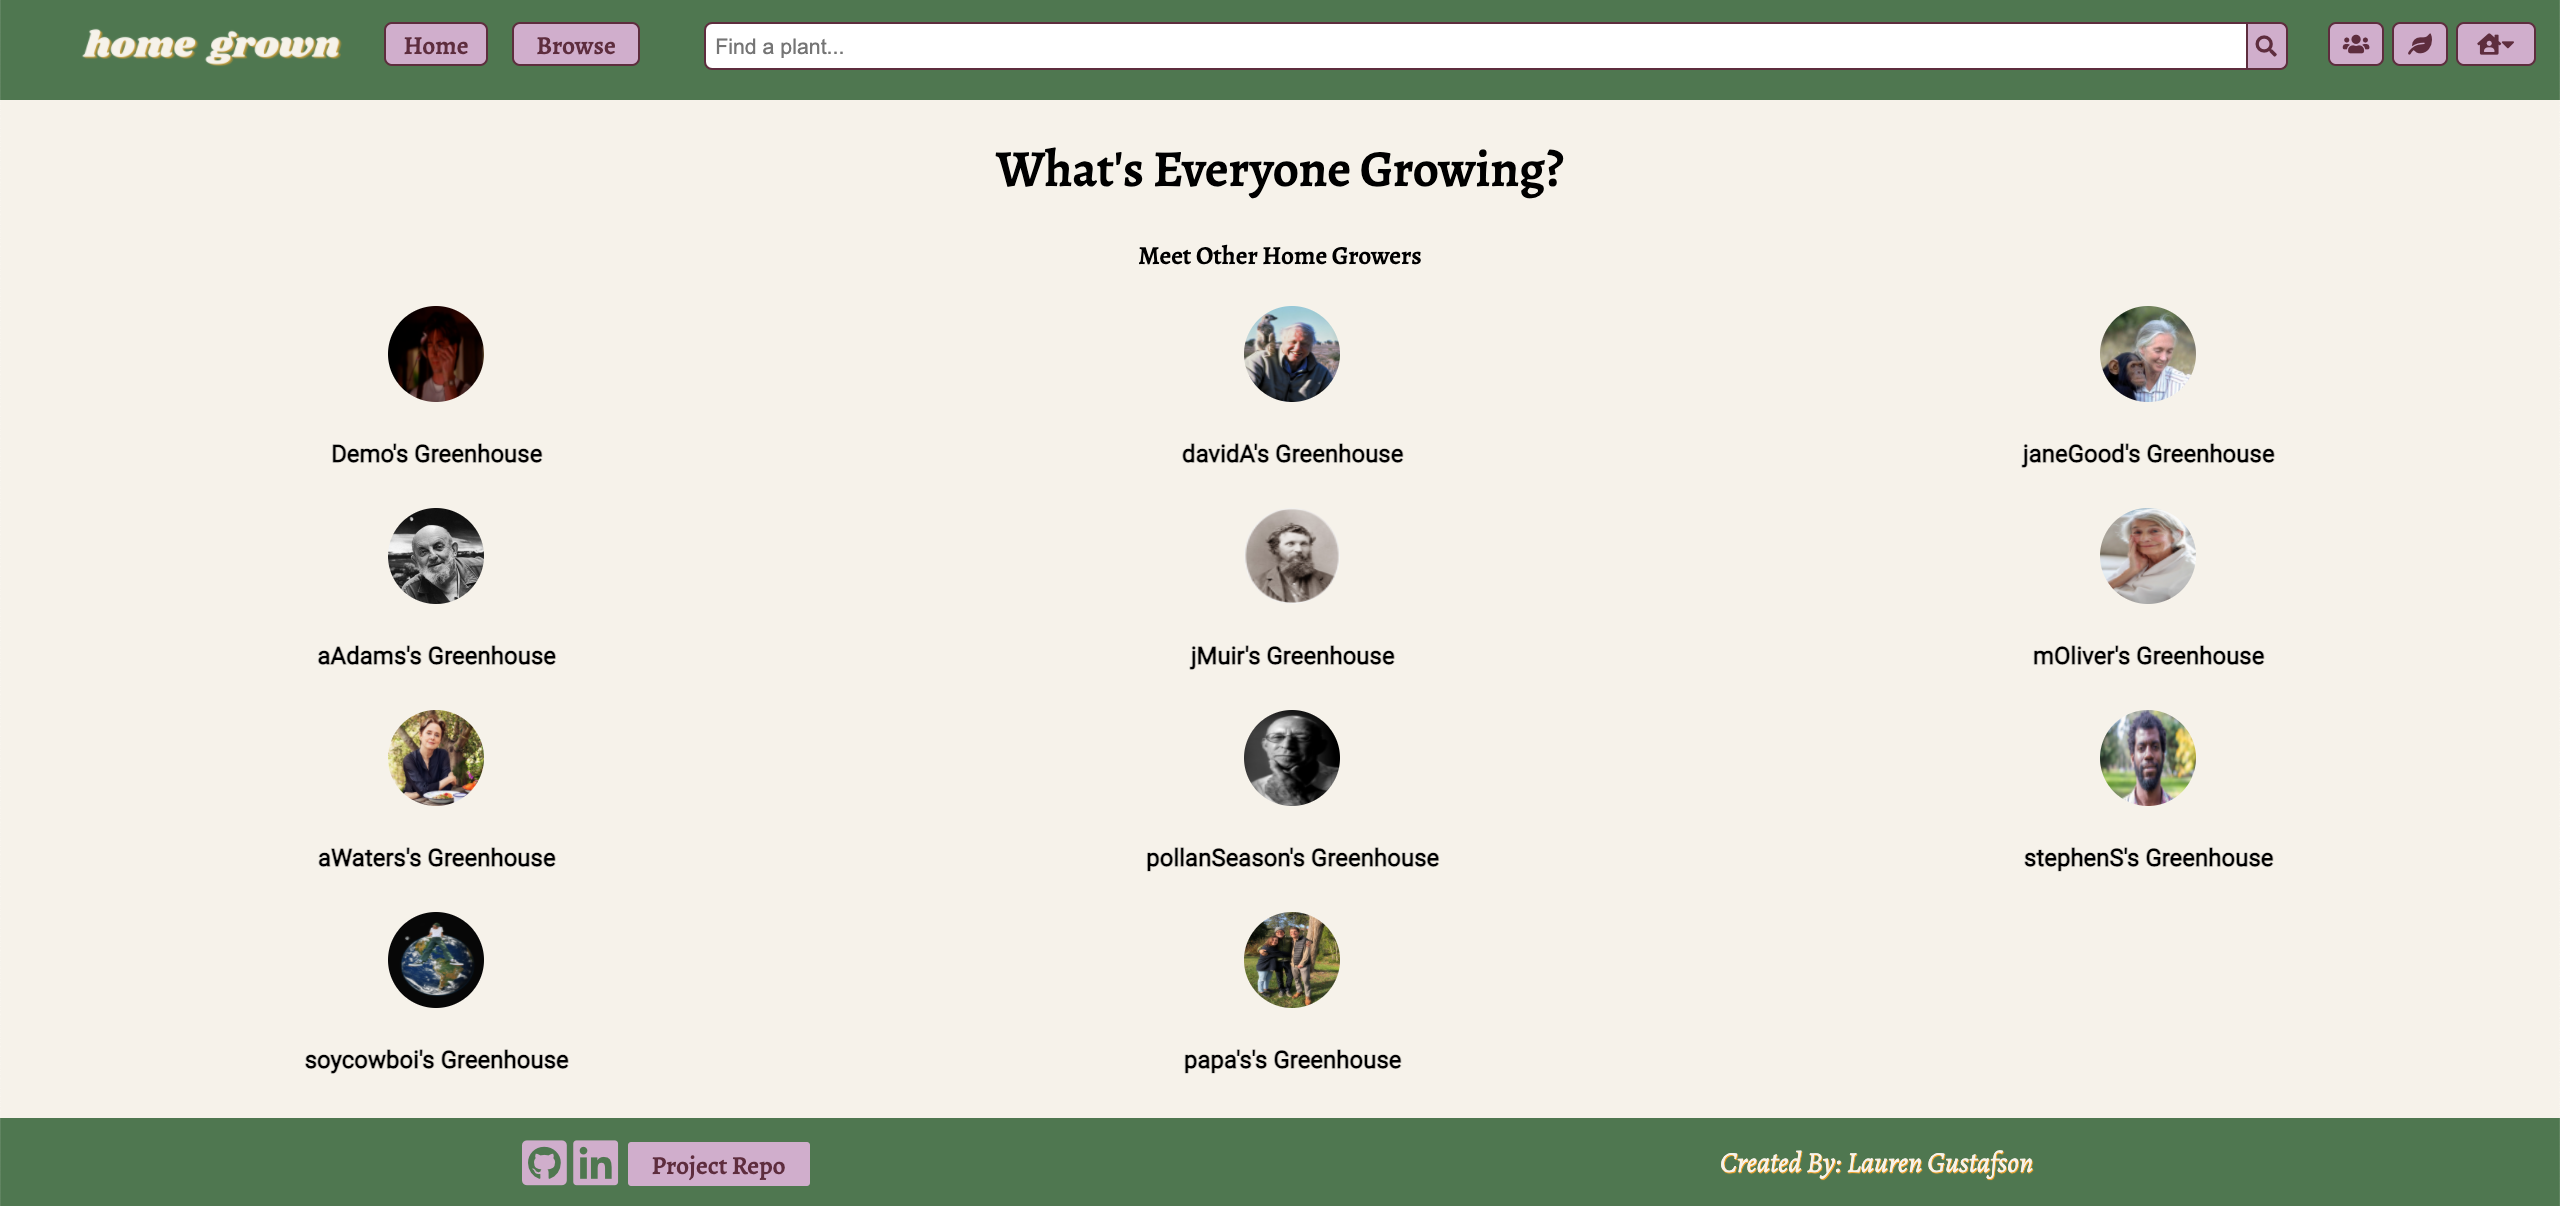 home grown
Home
Browse
Find a plant...
What's Everyone Growing?
Meet Other Home Growers
Demo's Greenhouse
davidA's Greenhouse
janeGood's Greenhouse
aAdams's Greenhouse
jMuir's Greenhouse
mOliver's Greenhouse
aWaters's Greenhouse
pollanSeason's Greenhouse
stephenS's Greenhouse
soycowboi's Greenhouse
papa's's Greenhouse
in
Project Repo
Created By: Lauren Gustafson